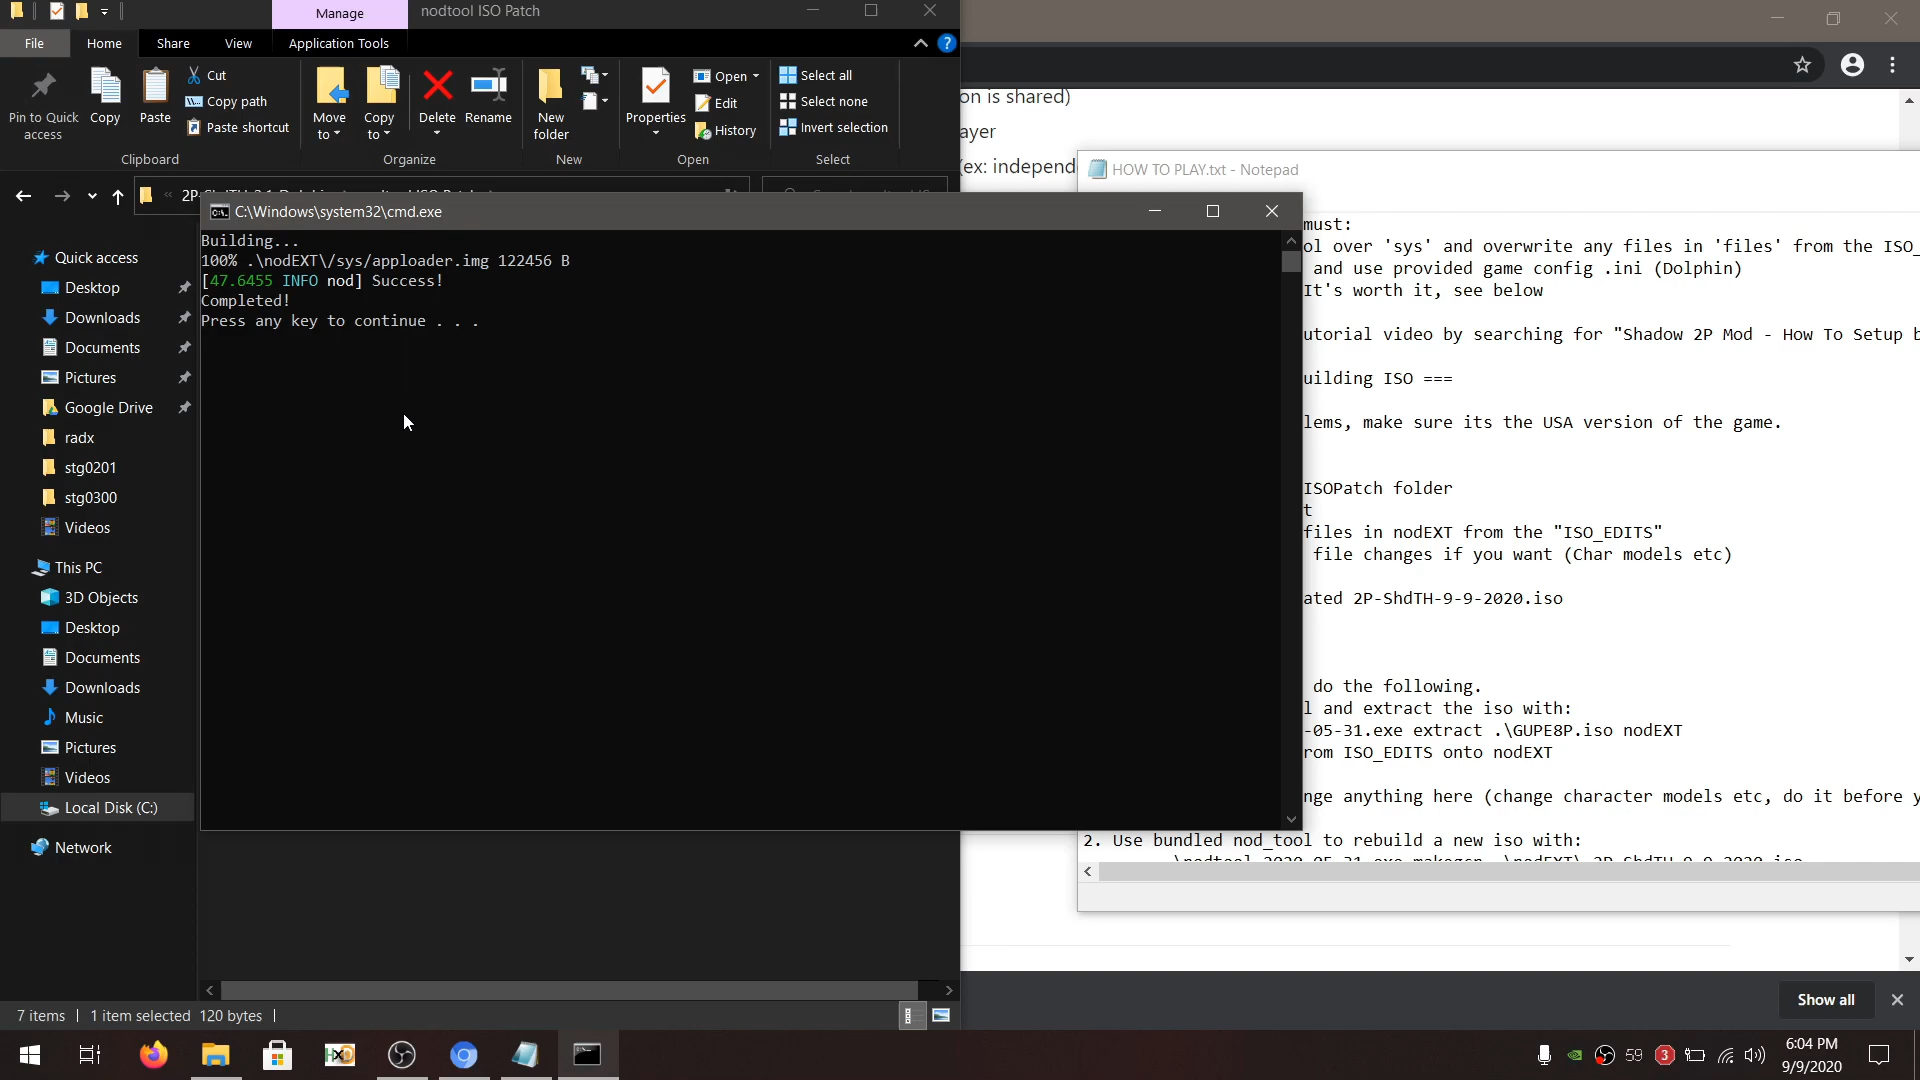 Manage
nodtool ISO Patch
File
Home
Share
View
Application Tools
Pin to Quick access
Copy
Paste
Cut
Copy path
Paste shortcut
Move to
Copy to
Delete
Rename
New folder
Properties
Open
Edit
History
Select all
Select none
Invert selection
Clipboard
Organize
New
Open
Select
on is shared)
ayer
(ex: independ
HOW TO PLAY.txt - Notepad
C:\Windows\system32\cmd.exe
Building...
100% .\nodEXT\/sys/apploader.img 122456 B
[47.6455 INFO nod] Success!
Completed!
Press any key to continue . . .
Quick access
Desktop
Downloads
Documents
Pictures
Google Drive
radx
stg0201
stg0300
Videos
This PC
3D Objects
Desktop
Documents
Downloads
Music
Pictures
Videos
Local Disk (C:)
Network
must:
ol over 'sys' and overwrite any files in 'files' from the ISO_
and use provided game config .ini (Dolphin)
It's worth it, see below
utorial video by searching for "Shadow 2P Mod - How To Setup b
uilding ISO ===
lems, make sure its the USA version of the game.
ISOPatch folder
t
files in nodEXT from the "ISO_EDITS"
file changes if you want (Char models etc)
ated 2P-ShdTH-9-9-2020.iso
do the following.
l and extract the iso with:
-05-31.exe extract .\GUPE8P.iso nodEXT
rom ISO_EDITS onto nodEXT
nge anything here (change character models etc, do it before y
2. Use bundled nod_tool to rebuild a new iso with:
7 items
1 item selected 120 bytes
Show all
59
3
6:04 PM
9/9/2020